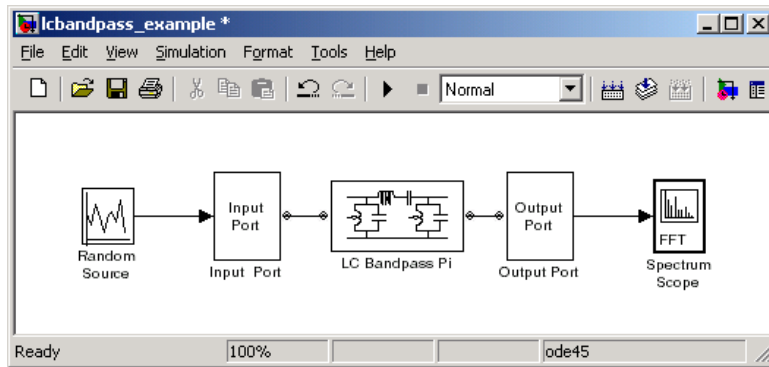 lcbandpass_example *
File Edit View Simulation Format Tools Help
Normal
Input
Port
Output
Port
FFT
Random
Source
Input Port
LC Bandpass Pi
Output Port
Spectrum
Scope
Ready 100% ode45